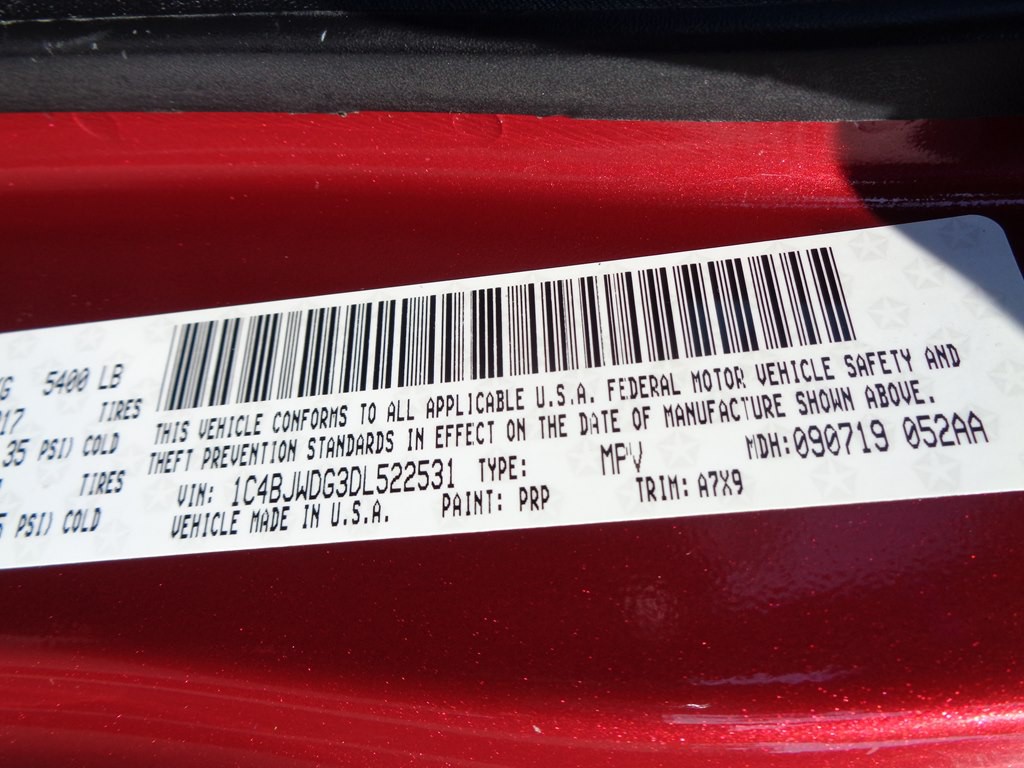 KG 5400 LB
017 TIRES
35 PSI) COLD
TIRES
PSI) COLD
THIS VEHICLE CONFORMS TO ALL APPLICABLE U.S.A. FEDERAL MOTOR VEHICLE SAFETY AND
THEFT PREVENTION STANDARDS IN EFFECT ON THE DATE OF MANUFACTURE SHOWN ABOVE.
VIN: 1C4BJWDG3DL522531 TYPE: MPV MDH:090719 052AA
VEHICLE MADE IN U.S.A. PAINT: PRP TRIM: A7X9